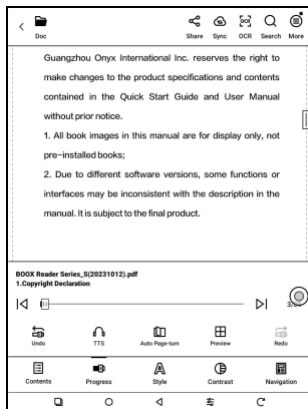 Doc
Share Sync OCR Search More
Guangzhou Onyx International Inc. reserves the right to
make changes to the product specifications and contents
contained in the Quick Start Guide and User Manual
without prior notice.
1. All book images in this manual are for display only, not
pre-installed books;
2. Due to different software versions, some functions or
interfaces may be inconsistent with the description in the
manual. It is subject to the final product.
BOOX Reader Series_S(20231012).pdf
1.Copyright Declaration
Undo TTS Auto Page-turn Preview Redo
Contents Progress Style Contrast Navigation